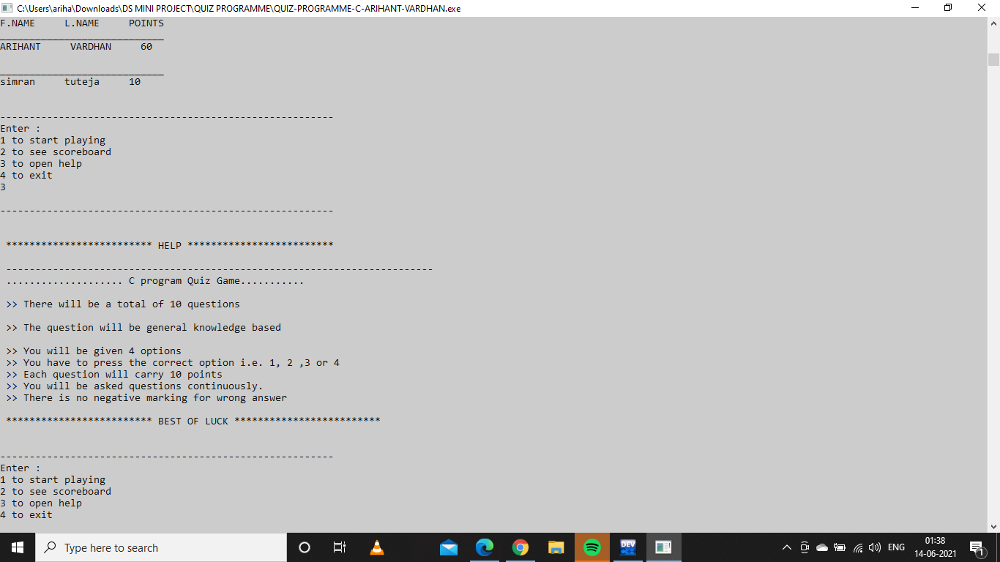 C:\Users\ariha\Downloads\DS MINI PROJECT\QUIZ PROGRAMME\QUIZ-PROGRAMME-C-ARIHANT-VARDHAN.exe
F.NAME     L.NAME     POINTS
____________________________
ARIHANT     VARDHAN     60
____________________________
simran     tuteja     10
---------------------------------------------------------
Enter :
1 to start playing
2 to see scoreboard
3 to open help
4 to exit
3
---------------------------------------------------------
************************* HELP *************************
-------------------------------------------------------------------------
.................... C program Quiz Game...........
>> There will be a total of 10 questions
>> The question will be general knowledge based
>> You will be given 4 options
>> You have to press the correct option i.e. 1, 2 ,3 or 4
>> Each question will carry 10 points
>> You will be asked questions continuously.
>> There is no negative marking for wrong answer
************************* BEST OF LUCK *************************
---------------------------------------------------------
Enter :
1 to start playing
2 to see scoreboard
3 to open help
4 to exit
Type here to search
DEV
ENG
01:38
14-06-2021
1